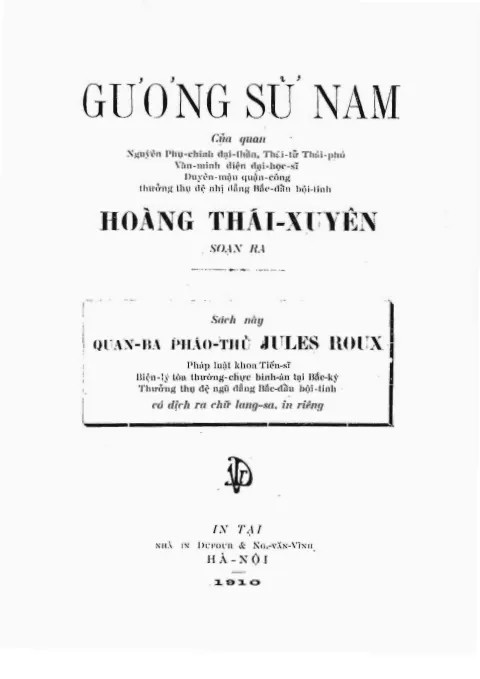 GƯƠNG SỬ NAM
Của quan
Nguyên Phụ-chính đại-thần, Thái-tử Thái-phó
Văn-minh điện đại-học-sĩ
Duyên-mậu quận-công
thưởng thụ đệ nhị đẳng Bắc-đẩu bội-tinh
HOÀNG THÁI-XUYÊN
SOẠN RA
Sách này
QUAN-BA PHÁO-THỦ JULES ROUX
Pháp luật khoa Tiến-sĩ
Biện-lý tòa thường-chực binh-án tại Bắc-kỳ
Thưởng thụ đệ ngũ đẳng Bắc-đẩu bội-tinh
có dịch ra chữ lang-sa, in riêng
IN TẠI
NHÀ IN DUFOUR & NG.-VĂN-VĨNH
HÀ-NỘI
1910